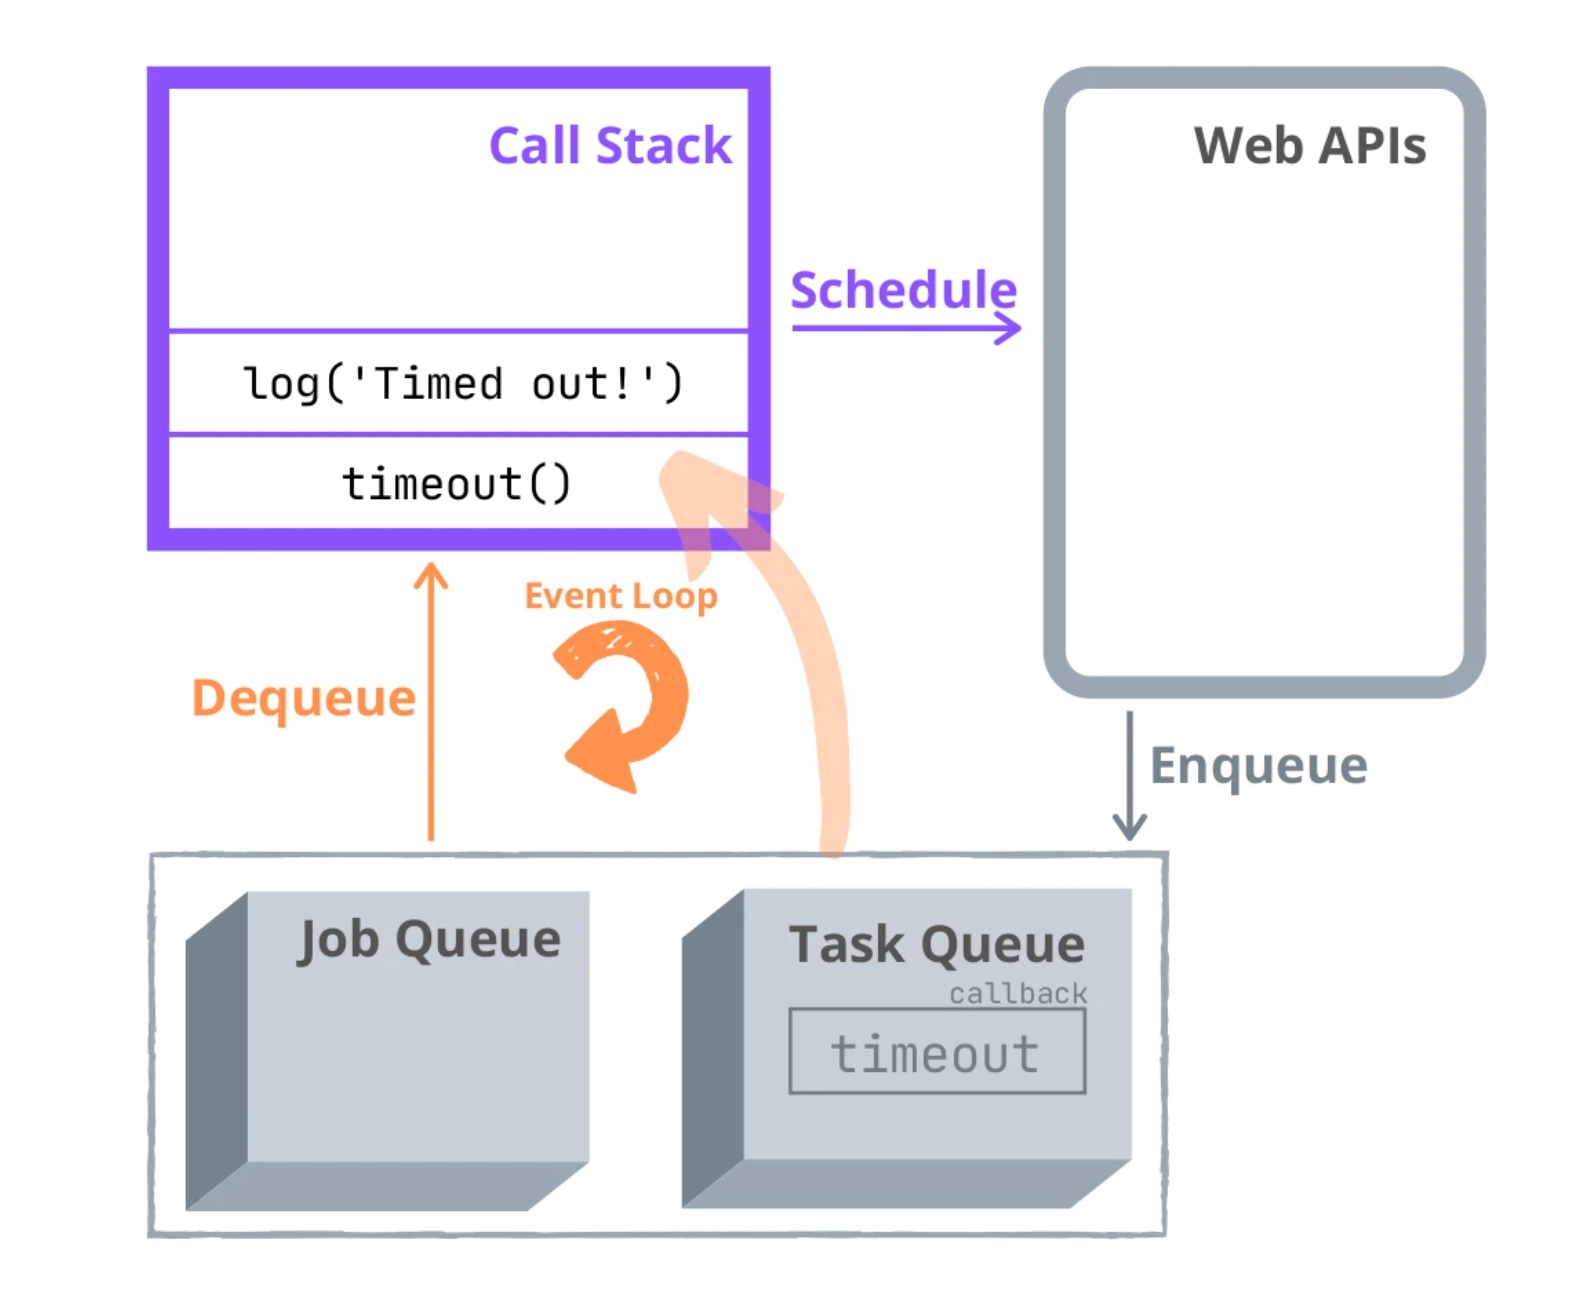 Call Stack
Web APIs
Schedule
log('Timed out!')
timeout()
Event Loop
Dequeue
Enqueue
Job Queue
Task Queue
callback
timeout